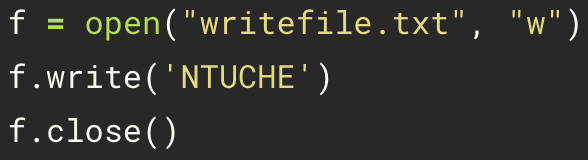 f = open("writefile.txt", "w")
f.write('NTUCHE')
f.close()